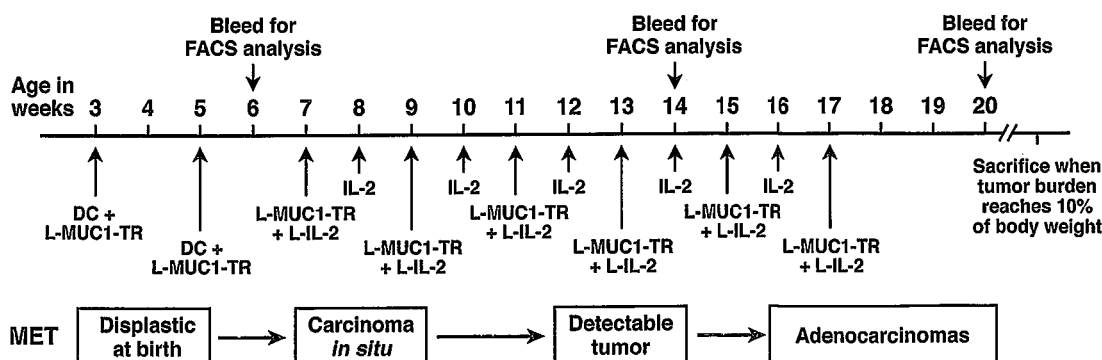 Bleed for
FACS analysis
Bleed for
FACS analysis
Bleed for
FACS analysis
Age in
weeks
3 4 5 6 7 8 9 10 11 12 13 14 15 16 17 18 19 20
IL-2 IL-2 IL-2 IL-2 IL-2
DC +
L-MUC1-TR
DC +
L-MUC1-TR
L-MUC1-TR
+ L-IL-2
L-MUC1-TR
+ L-IL-2
L-MUC1-TR
+ L-IL-2
L-MUC1-TR
+ L-IL-2
L-MUC1-TR
+ L-IL-2
L-MUC1-TR
+ L-IL-2
Sacrifice when
tumor burden
reaches 10%
of body weight
MET
Displastic
at birth
Carcinoma
in situ
Detectable
tumor
Adenocarcinomas